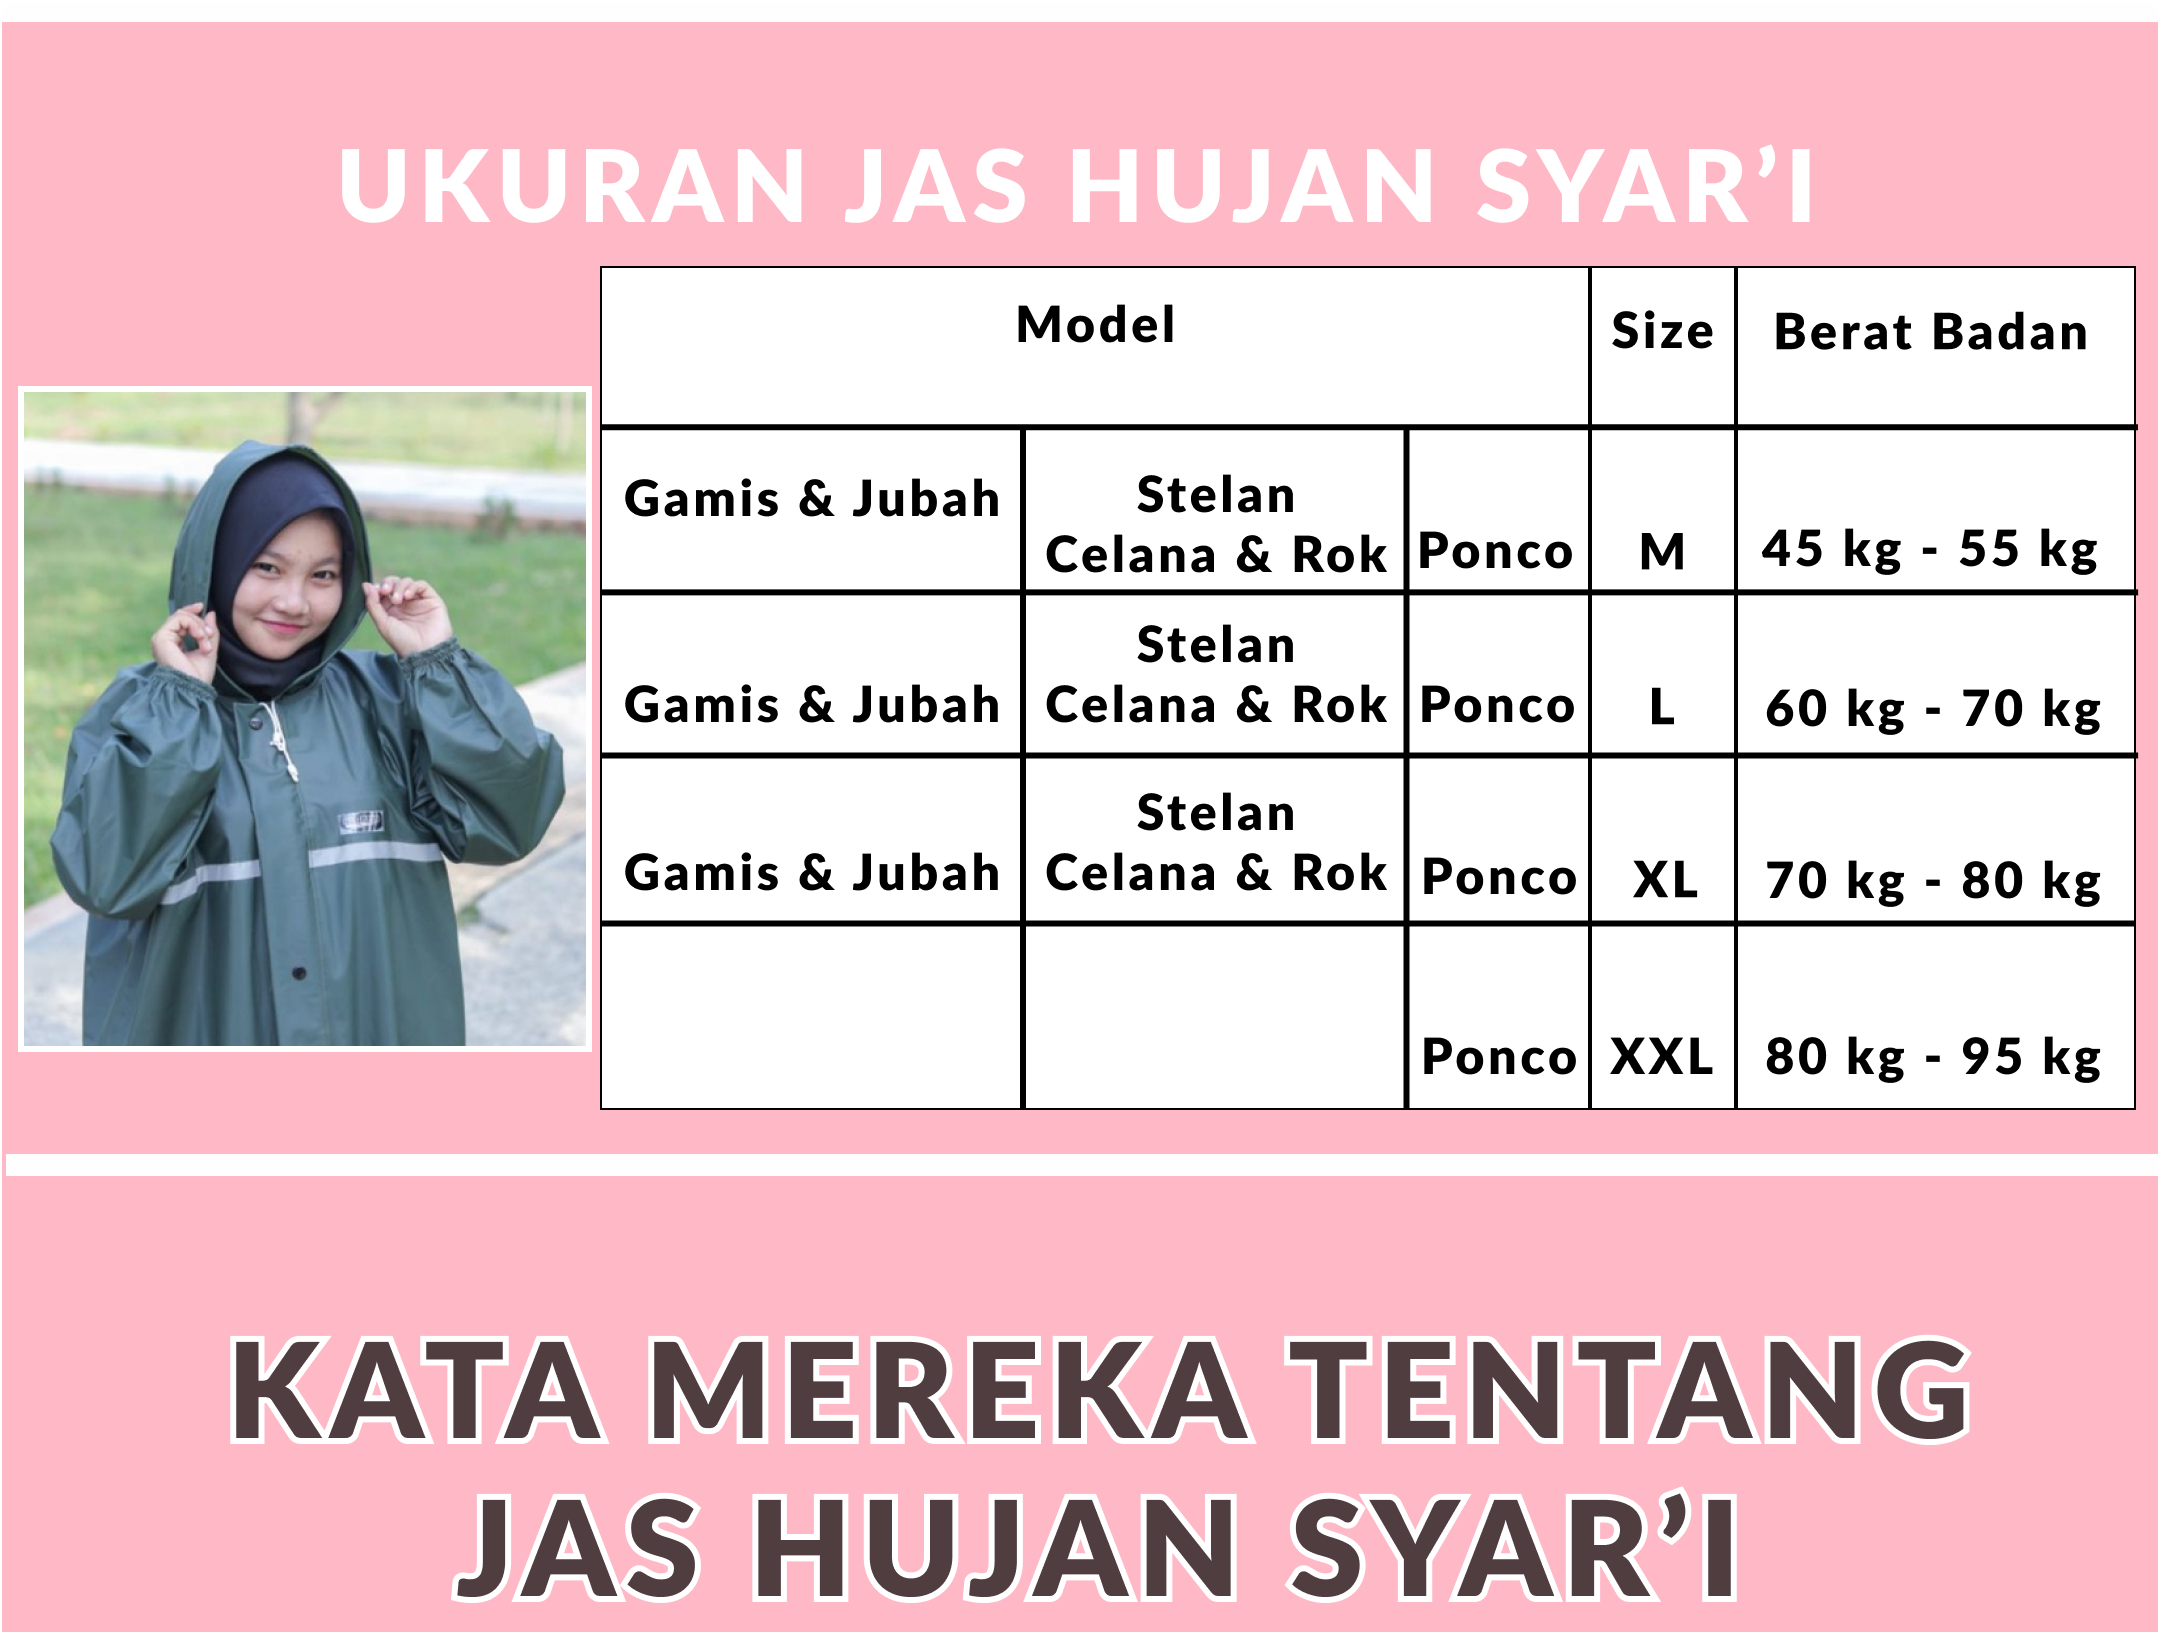 UKURAN JAS HUJAN SYAR’I
Model Size Berat Badan
Gamis & Jubah Stelan Celana & Rok Ponco M 45 kg - 55 kg
Gamis & Jubah Stelan Celana & Rok Ponco L 60 kg - 70 kg
Gamis & Jubah Stelan Celana & Rok Ponco XL 70 kg - 80 kg
Ponco XXL 80 kg - 95 kg
KATA MEREKA TENTANG
JAS HUJAN SYAR’I